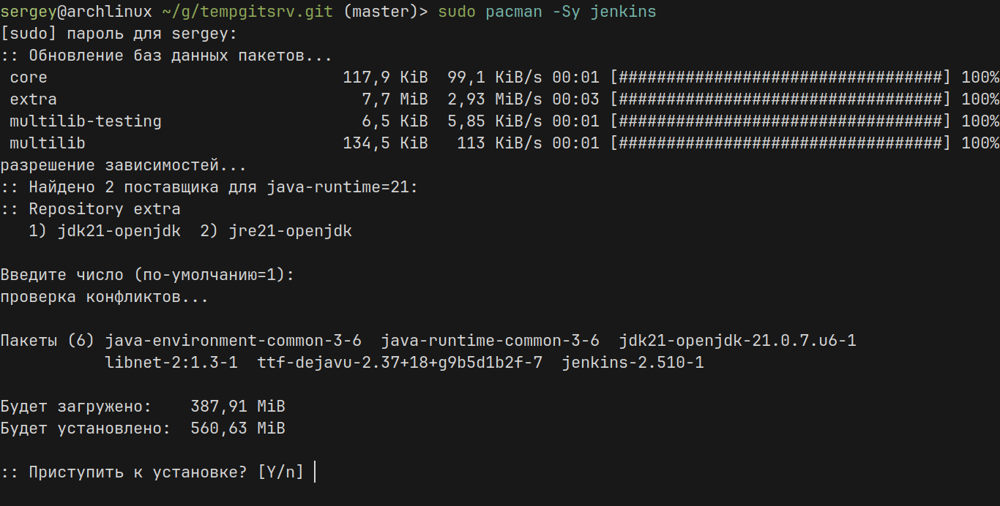 sergey@archlinux ~/g/tempgitsrv.git (master)> sudo pacman -Sy jenkins
[sudo] пароль для sergey:
:: Обновление баз данных пакетов...
core 117,9 KiB 99,1 KiB/s 00:01 [##################################] 100%
extra 7,7 MiB 2,93 MiB/s 00:03 [##################################] 100%
multilib-testing 6,5 KiB 5,85 KiB/s 00:01 [##################################] 100%
multilib 134,5 KiB 113 KiB/s 00:01 [##################################] 100%
разрешение зависимостей...
:: Найдено 2 поставщика для java-runtime=21:
:: Repository extra
1) jdk21-openjdk 2) jre21-openjdk
Введите число (по-умолчанию=1):
проверка конфликтов...
Пакеты (6) java-environment-common-3-6 java-runtime-common-3-6 jdk21-openjdk-21.0.7.u6-1
libnet-2:1.3-1 ttf-dejavu-2.37+18+g9b5d1b2f-7 jenkins-2.510-1
Будет загружено: 387,91 MiB
Будет установлено: 560,63 MiB
:: Приступить к установке? [Y/n]